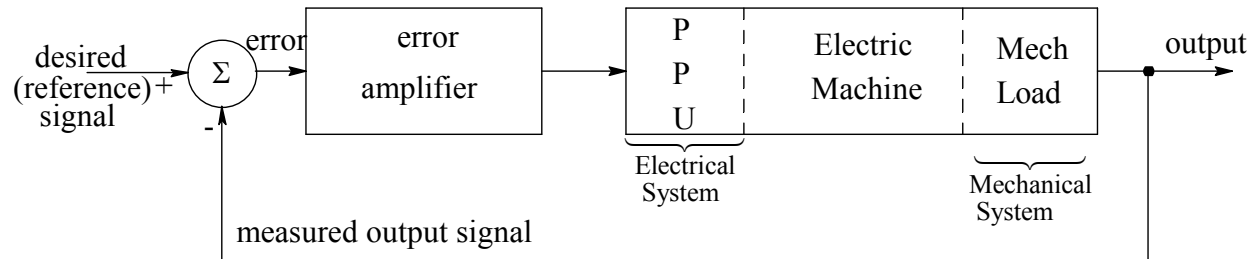 desired
(reference)
signal
+
-
Σ
error
error
amplifier
P
P
U
Electric
Machine
Mech
Load
output
Electrical
System
Mechanical
System
measured output signal